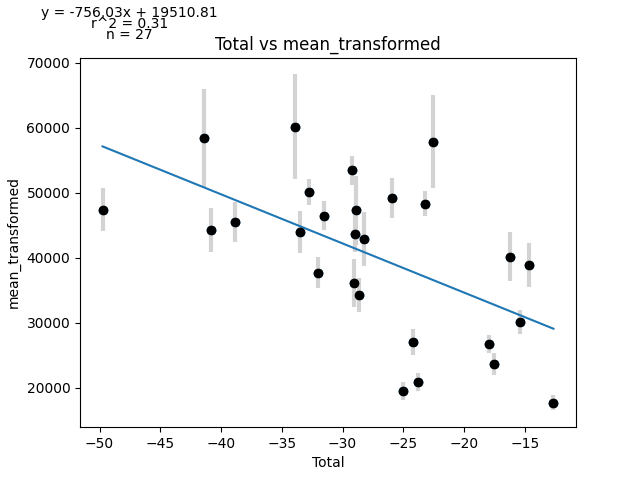 y = -756.03x + 19510.81
r^2 = 0.31
n = 27
Total vs mean_transformed
70000
60000
50000
40000
30000
20000
mean_transformed
−50 −45 −40 −35 −30 −25 −20 −15
Total